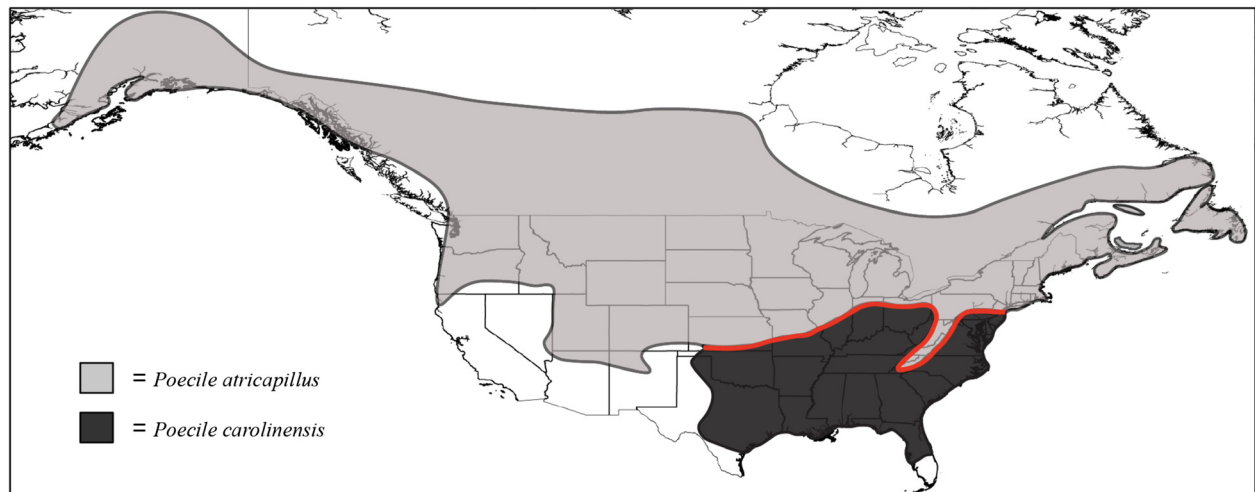 = Poecile atricapillus
= Poecile carolinensis